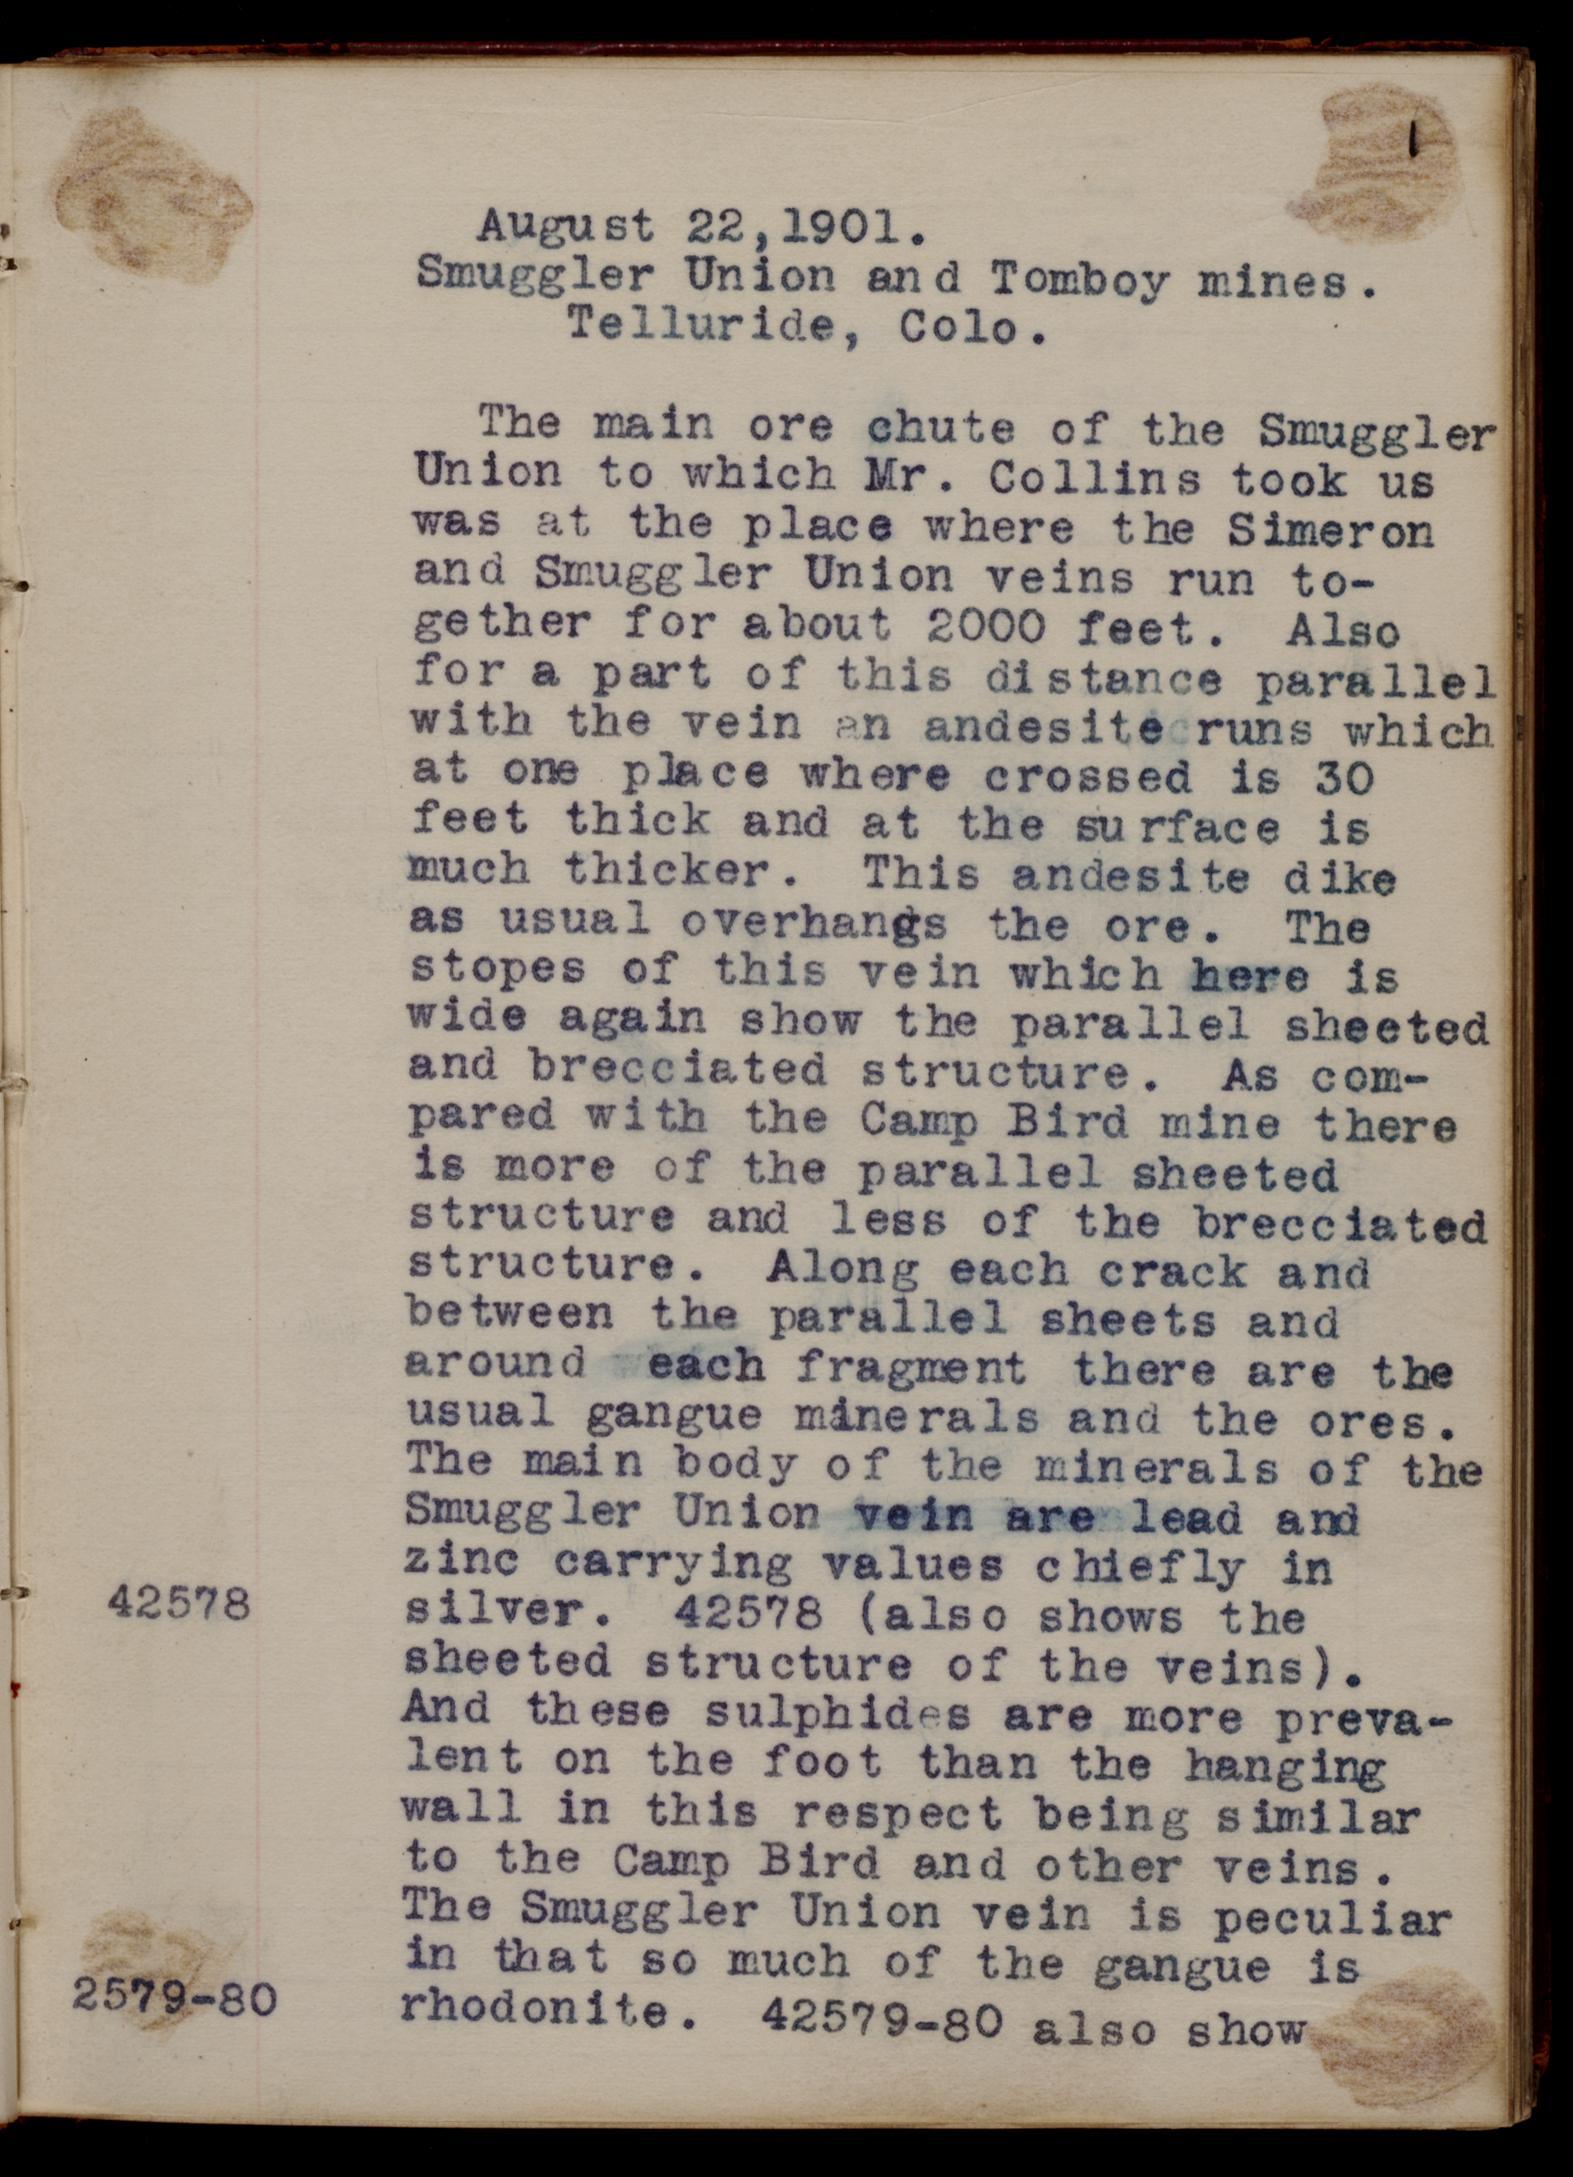 1
August 22,1901.
Smuggler Union and Tomboy mines.
Telluride, Colo.
The main ore chute of the Smuggler
Union to which Mr. Collins took us
was at the place where the Simeron
and Smuggler Union veins run to-
gether for about 2000 feet. Also
for a part of this distance parallel
with the vein an andesite runs which
at one place where crossed is 30
feet thick and at the surface is
much thicker. This andesite dike
as usual overhangs the ore. The
stopes of this vein which here is
wide again show the parallel sheeted
and brecciated structure. As com-
pared with the Camp Bird mine there
is more of the parallel sheeted
structure and less of the brecciated
structure. Along each crack and
between the parallel sheets and
around each fragment there are the
usual gangue minerals and the ores.
The main body of the minerals of the
Smuggler Union vein are lead and
zinc carrying values chiefly in
42578 silver. 42578 (also shows the
sheeted structure of the veins).
And these sulphides are more preva-
lent on the foot than the hanging
wall in this respect being similar
to the Camp Bird and other veins.
The Smuggler Union vein is peculiar
in that so much of the gangue is
2579-80 rhodonite. 42579-80 also show